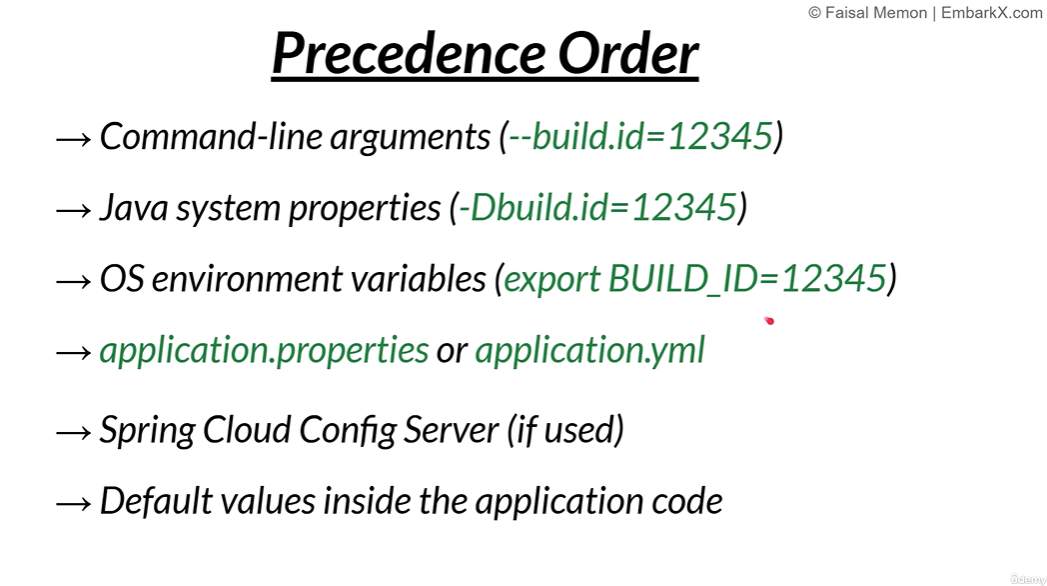 © Faisal Memon | EmbarkX.com
Precedence Order
→ Command-line arguments (--build.id=12345)
→ Java system properties (-Dbuild.id=12345)
→ OS environment variables (export BUILD_ID=12345)
→ application.properties or application.yml
→ Spring Cloud Config Server (if used)
→ Default values inside the application code
ûdemy